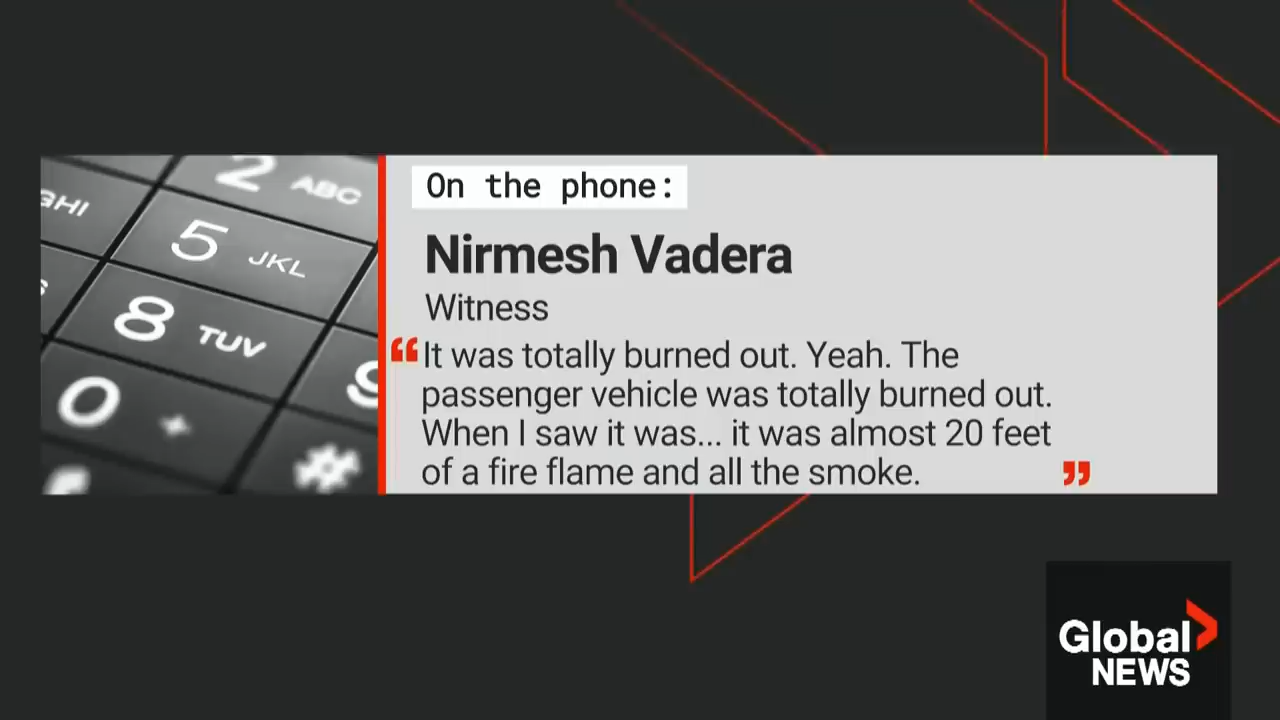 2 ABC
GHI
5 JKL
8 TUV
9
0 +
#
On the phone:
Nirmesh Vadera
Witness
“It was totally burned out. Yeah. The
passenger vehicle was totally burned out.
When I saw it was... it was almost 20 feet
of a fire flame and all the smoke.”
Global
NEWS